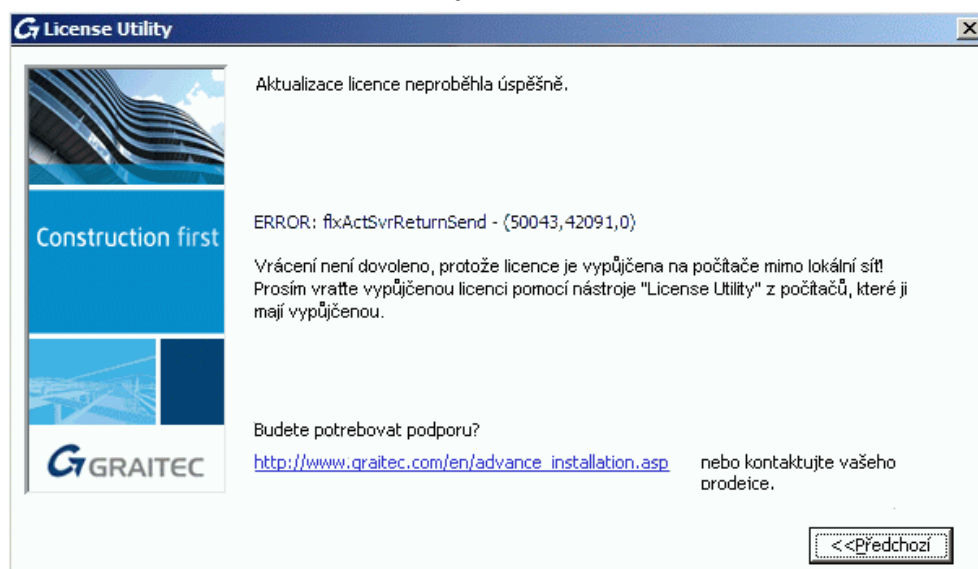 License Utility
Aktualizace licence neproběhla úspěšně.
Construction first
ERROR: flxActSvrReturnSend - (50043,42091,0)
Vrácení není dovoleno, protože licence je vypůjčena na počítače mimo lokální síť!
Prosím vraťte vypůjčenou licenci pomocí nástroje "License Utility" z počítačů, které ji
mají vypůjčenou.
Budete potrebovat podporu?
http://www.graitec.com/en/advance_installation.asp nebo kontaktujte vašeho
prodejce.
GRAITEC
<<Předchozí